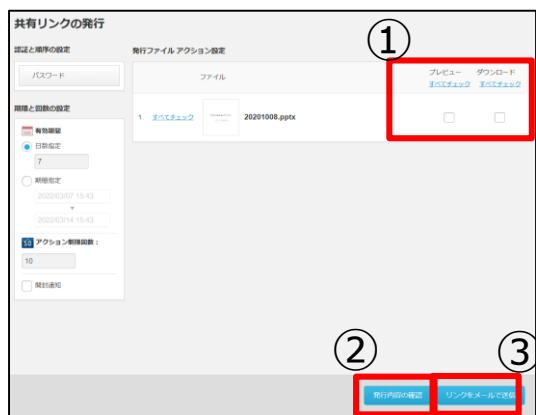 共有リンクの発行
認証と順序の設定
パスワード
期限と回数の設定
有効期限
日数指定
7
期間指定
2022/03/07 15:43
2022/03/14 15:43
50 アクション制限回数：
10
開封通知
発行ファイル アクション設定
①
ファイル
プレビュー ダウンロード
すべてチェック すべてチェック
1 すべてチェック 20201008.pptx
② ③
発行内容の確認 リンクをメールで送信